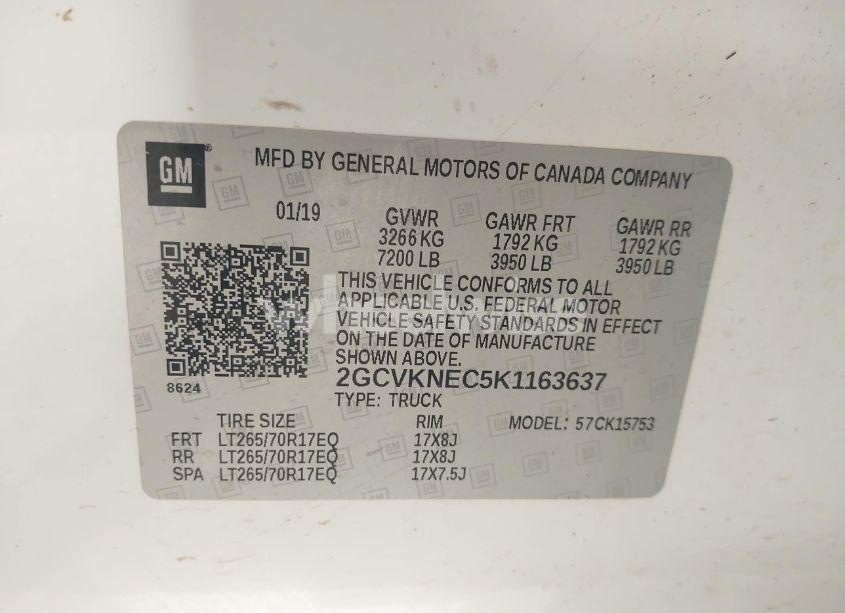 GM
MFD BY GENERAL MOTORS OF CANADA COMPANY
01/19 GVWR GAWR FRT GAWR RR
3266 KG 1792 KG 1792 KG
7200 LB 3950 LB 3950 LB
THIS VEHICLE CONFORMS TO ALL
APPLICABLE U.S. FEDERAL MOTOR
VEHICLE SAFETY STANDARDS IN EFFECT
ON THE DATE OF MANUFACTURE
SHOWN ABOVE.
8624
2GCVKNEC5K1163637
TYPE: TRUCK
TIRE SIZE RIM MODEL: 57CK15753
FRT LT265/70R17EQ 17X8J
RR LT265/70R17EQ 17X8J
SPA LT265/70R17EQ 17X7.5J